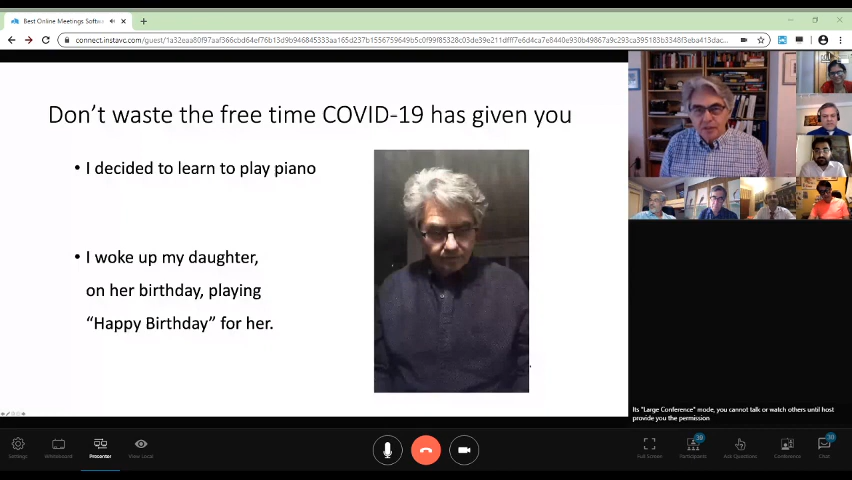 Best Online Meetings Softw
connect.instavc.com/guest/
Don't waste the free time COVID-19 has given you
• I decided to learn to play piano
• I woke up my daughter,
on her birthday, playing
“Happy Birthday” for her.
Its "Large Conference" mode, you cannot talk or watch others until host
provide you the permission
Settings
Whiteboard
Presenter
View Local
Full Screen
Participants
Ask Questions
Conference
Chat